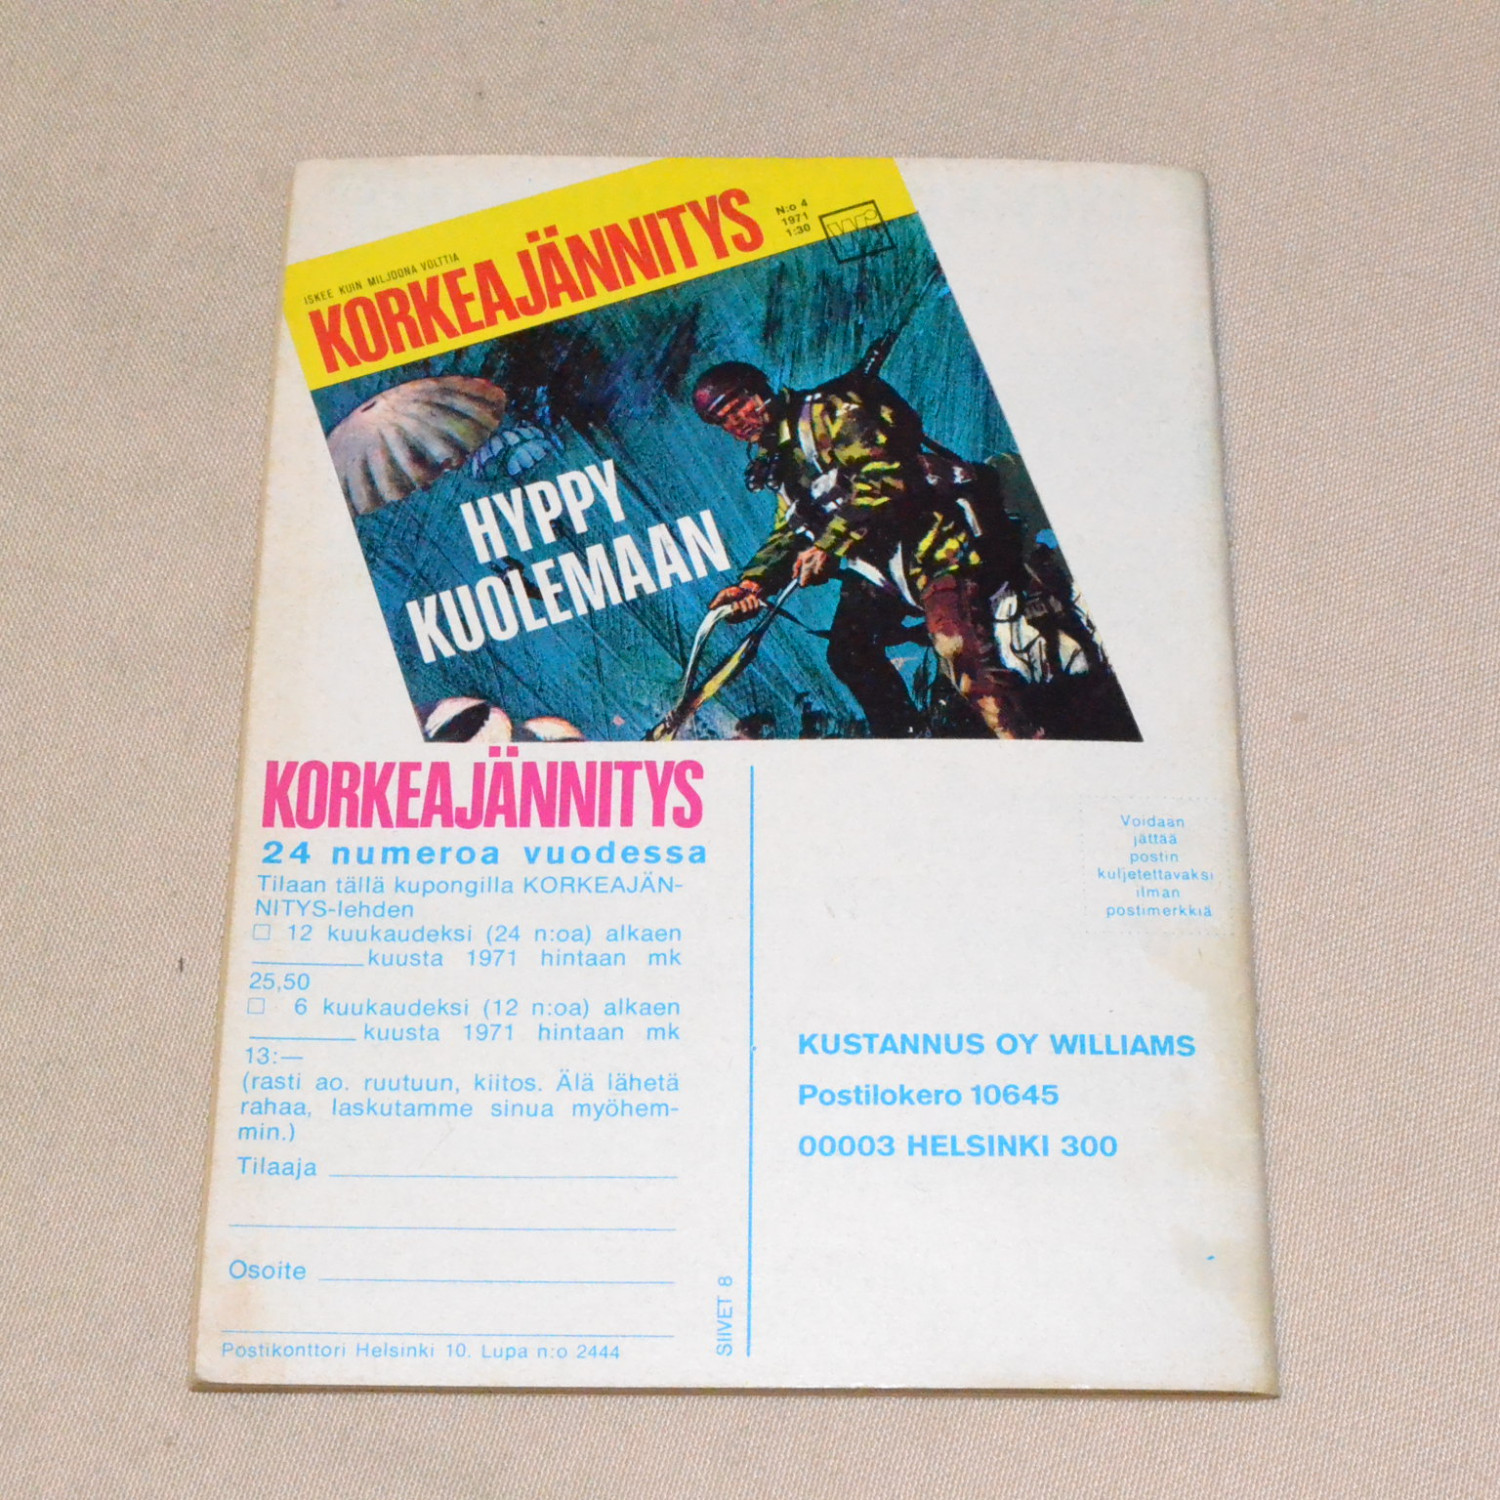 ISKEE KUIN MILJOONA VOLTTIA
KORKEAJÄNNITYS
N:o 4
1971
1:30
HYPPY
KUOLEMAAN
KORKEAJÄNNITYS
24 numeroa vuodessa
Tilaan tällä kupongilla KORKEAJÄN-
NITYS-lehden
12 kuukaudeksi (24 n:oa) alkaen
kuusta 1971 hintaan mk
25,50
6 kuukaudeksi (12 n:oa) alkaen
kuusta 1971 hintaan mk
13:—
(rasti ao. ruutuun, kiitos. Älä lähetä
rahaa, laskutamme sinua myöhem-
min.)
Tilaaja
Osoite
Postikonttori Helsinki 10. Lupa n:o 2444
SIIVET 8
Voidaan
jättää
postin
kuljetettavaksi
ilman
postimerkkiä
KUSTANNUS OY WILLIAMS
Postilokero 10645
00003 HELSINKI 300